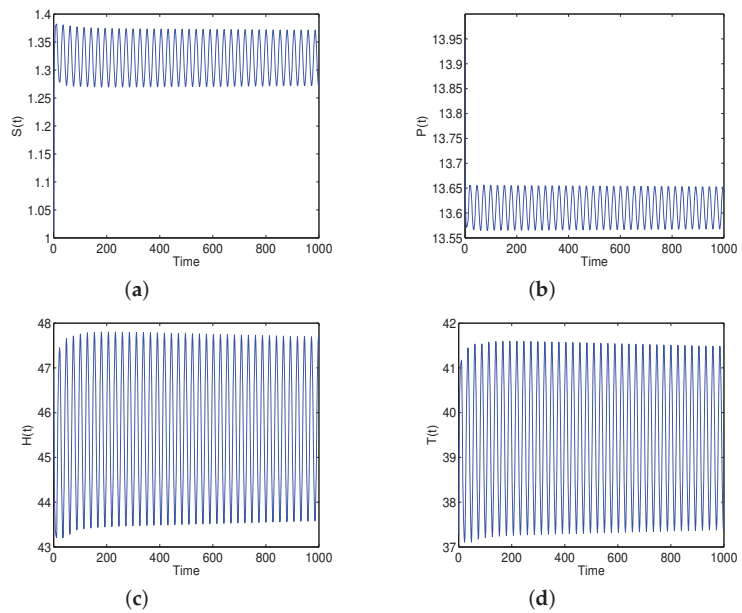 1.4
1.35
1.3
1.25
1.2
1.15
1.1
1.05
1
S(t)
0 200 400 600 800 1000
Time
(a)
13.95
13.9
13.85
13.8
13.75
13.7
13.65
13.6
13.55
P(t)
0 200 400 600 800 1000
Time
(b)
48
47
46
45
44
43
H(t)
0 200 400 600 800 1000
Time
(c)
42
41
40
39
38
37
T(t)
0 200 400 600 800 1000
Time
(d)